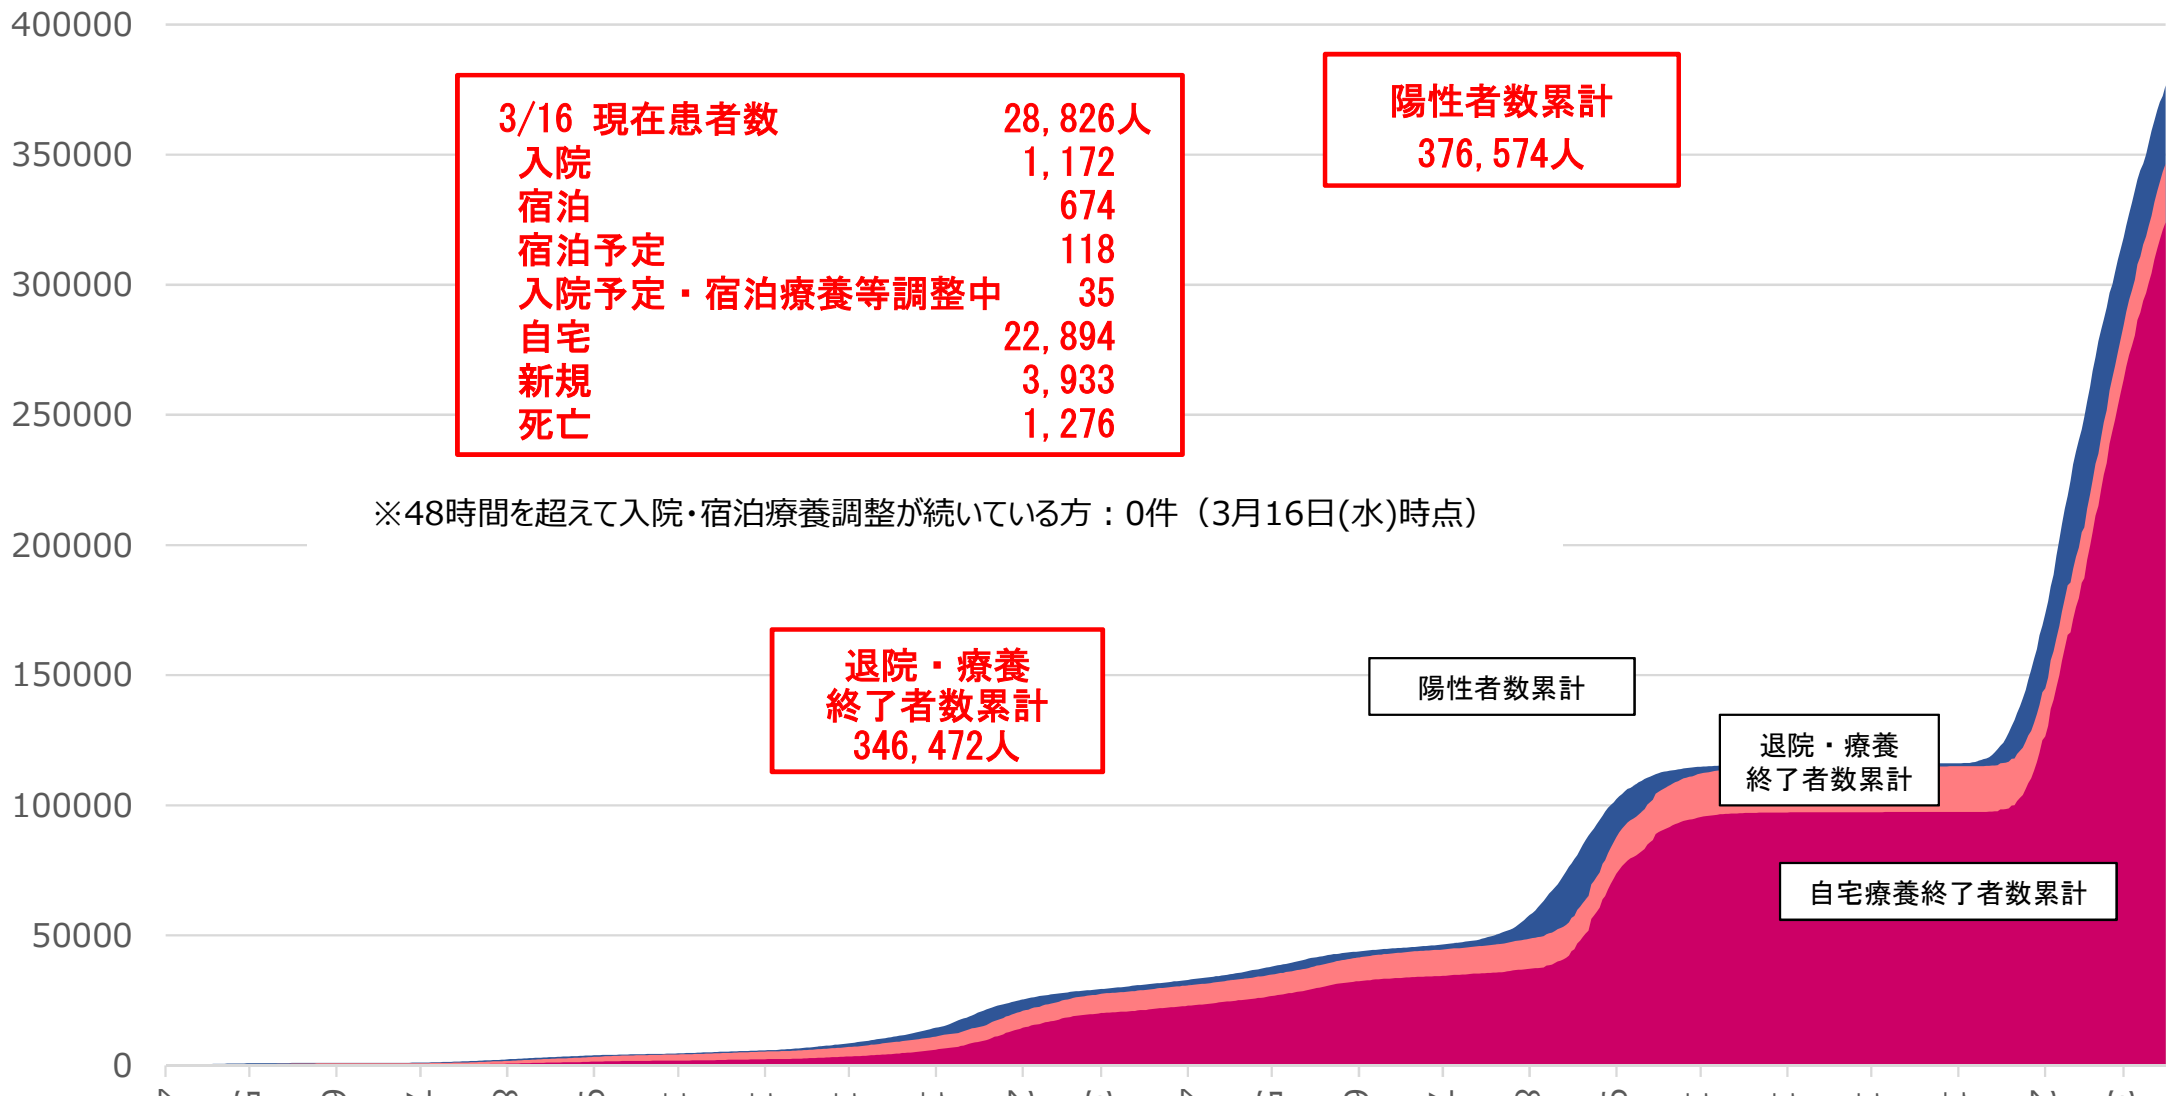 400000
350000
300000
250000
200000
150000
100000
50000
0
3/16 現在患者数 28,826人
入院 1,172
宿泊 674
宿泊予定 118
入院予定・宿泊療養等調整中 35
自宅 22,894
新規 3,933
死亡 1,276
陽性者数累計
376,574人
※48時間を超えて入院・宿泊療養調整が続いている方：0件（3月16日(水)時点）
退院・療養
終了者数累計
346,472人
陽性者数累計
退院・療養
終了者数累計
自宅療養終了者数累計